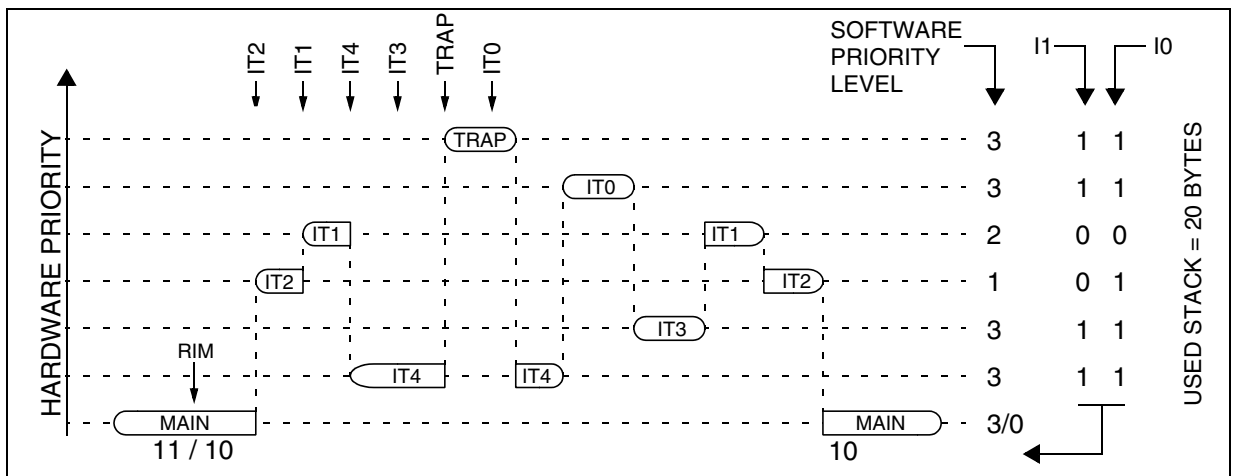 SOFTWARE
PRIORITY
LEVEL
I1
I0
IT2
IT1
IT4
IT3
TRAP
IT0
HARDWARE PRIORITY
USED STACK = 20 BYTES
TRAP
3
1 1
IT0
3
1 1
IT1
IT1
2
0 0
IT2
IT2
1
0 1
IT3
3
1 1
RIM
IT4
IT4
3
1 1
MAIN
MAIN
3/0
11 / 10
10